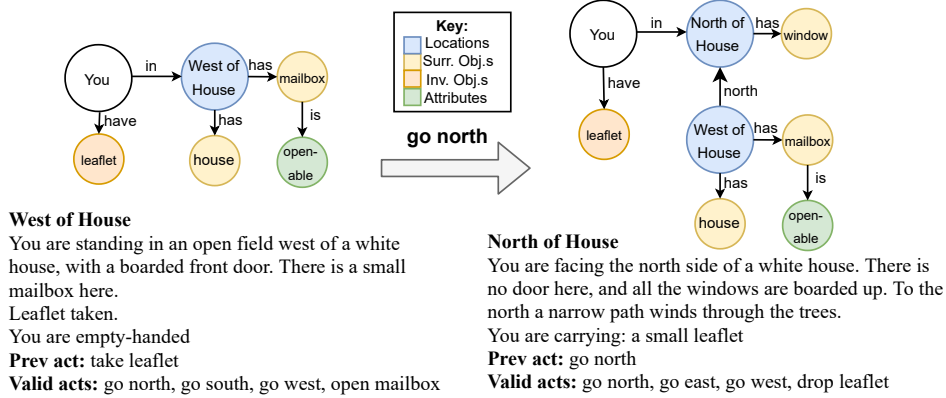 You
in
West of
House
has
mailbox
have
has
is
leaflet
house
open-
able
Key:
Locations
Surr. Obj.s
Inv. Obj.s
Attributes
go north
You
in
North of
House
has
window
have
north
leaflet
West of
House
has
mailbox
has
is
house
open-
able
West of House
You are standing in an open field west of a white
house, with a boarded front door. There is a small
mailbox here.
Leaflet taken.
You are empty-handed
Prev act: take leaflet
Valid acts: go north, go south, go west, open mailbox
North of House
You are facing the north side of a white house. There is
no door here, and all the windows are boarded up. To the
north a narrow path winds through the trees.
You are carrying: a small leaflet
Prev act: go north
Valid acts: go north, go east, go west, drop leaflet